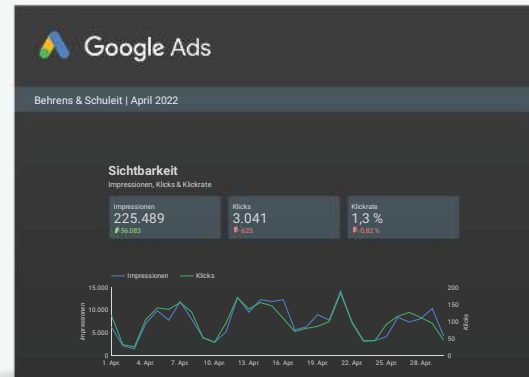 Google Ads
Behrens & Schuleit | April 2022
Sichtbarkeit
Impressionen, Klicks & Klickrate
Impressionen Klicks Klickrate
225.489 3.041 1,3 %
56.083 -625 -0,82 %
Impressionen Klicks
15.000 200
150
10.000 100
5.000 50
0 0
Impressionen
Klicks
1. Apr. 4. Apr. 7. Apr. 10. Apr. 13. Apr. 16. Apr. 19. Apr. 22. Apr. 25. Apr. 28. Apr.